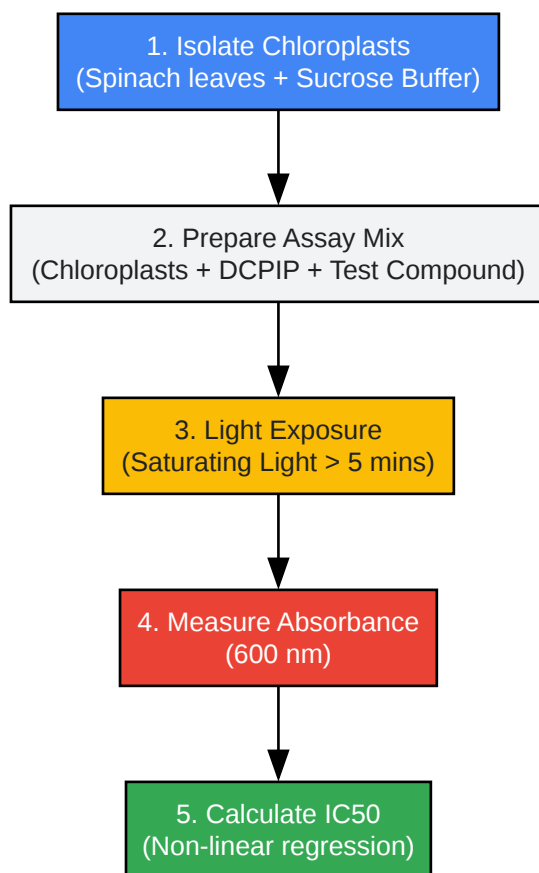 1. Isolate Chloroplasts
(Spinach leaves + Sucrose Buffer)
2. Prepare Assay Mix
(Chloroplasts + DCPIP + Test Compound)
3. Light Exposure
(Saturating Light > 5 mins)
4. Measure Absorbance
(600 nm)
5. Calculate IC50
(Non-linear regression)